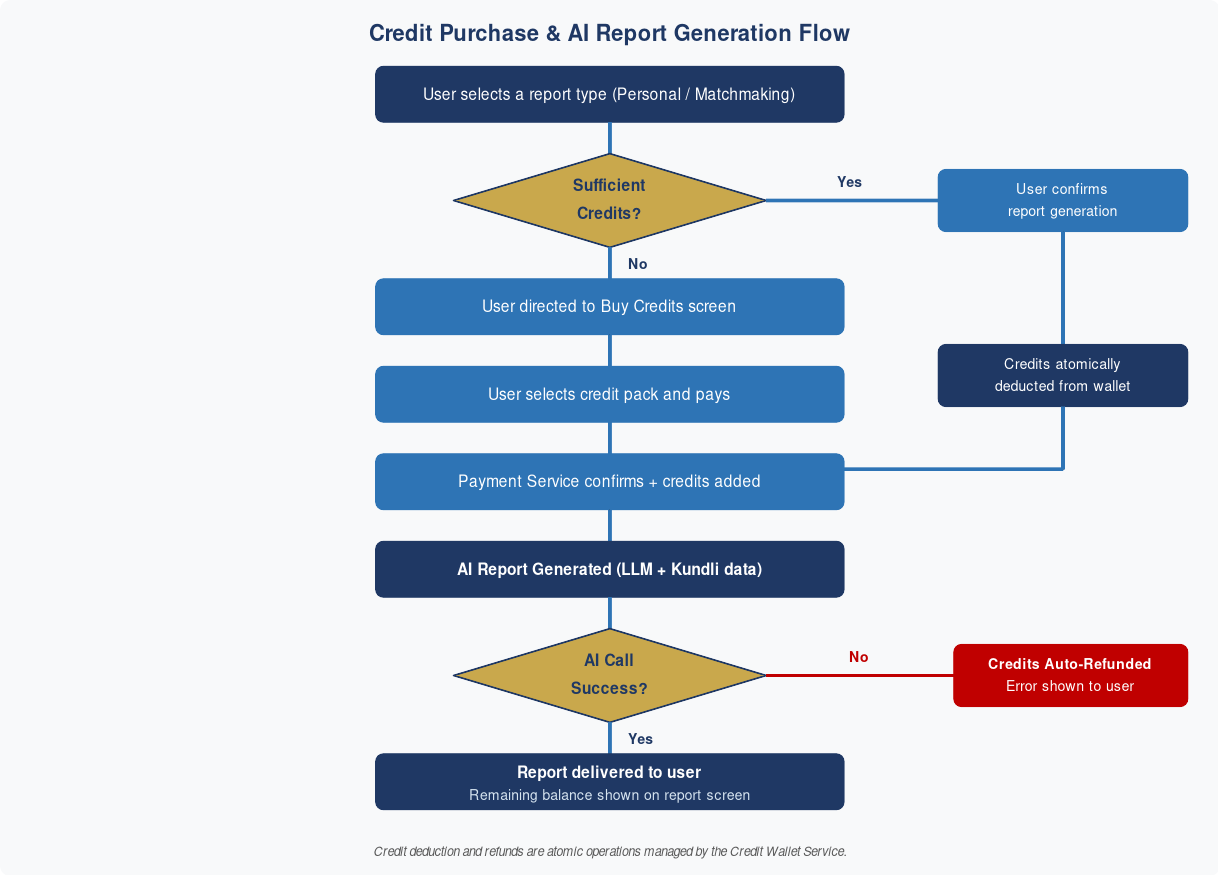 Credit Purchase & AI Report Generation Flow
User selects a report type (Personal / Matchmaking)
Sufficient
Credits?
Yes
User confirms
report generation
No
User directed to Buy Credits screen
Credits atomically
deducted from wallet
User selects credit pack and pays
Payment Service confirms + credits added
AI Report Generated (LLM + Kundli data)
AI Call
Success?
No
Credits Auto-Refunded
Error shown to user
Yes
Report delivered to user
Remaining balance shown on report screen
Credit deduction and refunds are atomic operations managed by the Credit Wallet Service.